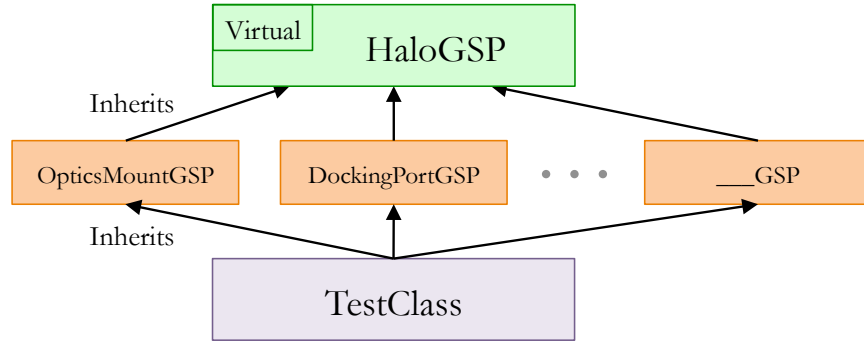 Virtual
HaloGSP
Inherits
OpticsMountGSP
DockingPortGSP
• • •
___GSP
Inherits
TestClass